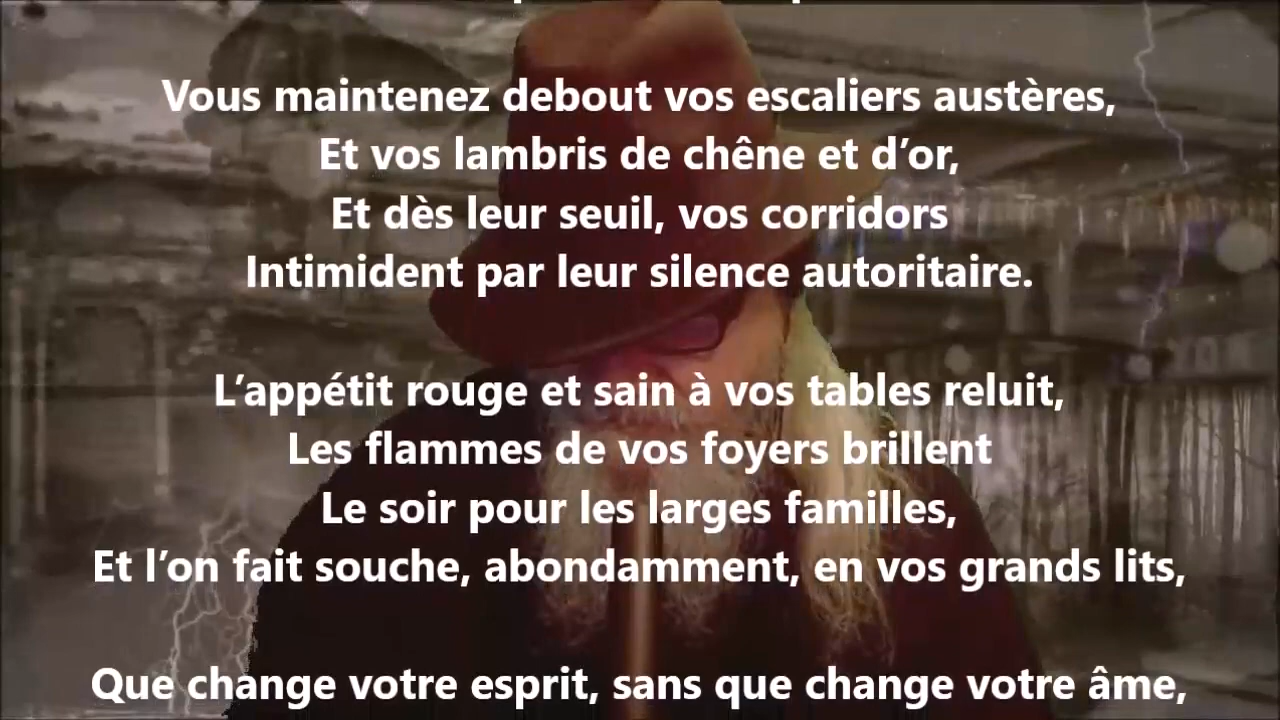 Vous maintenez debout vos escaliers austères,
Et vos lambris de chêne et d’or,
Et dès leur seuil, vos corridors
Intimident par leur silence autoritaire.
L’appétit rouge et sain à vos tables reluit,
Les flammes de vos foyers brillent
Le soir pour les larges familles,
Et l’on fait souche, abondamment, en vos grands lits,
Que change votre esprit, sans que change votre âme,